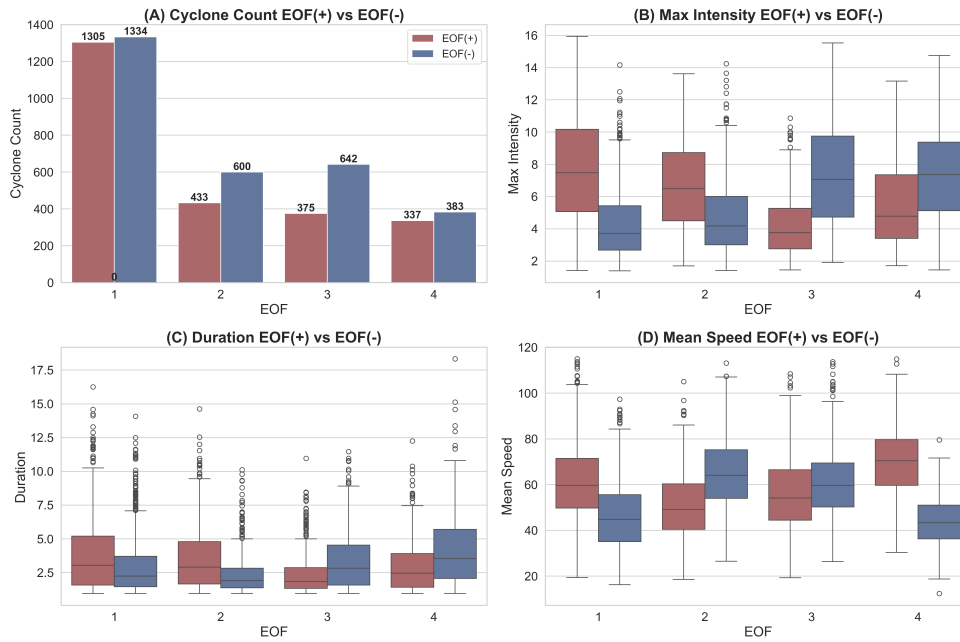 (A) Cyclone Count EOF(+) vs EOF(-)
1400
1200
1000
800
600
400
200
0
Cyclone Count
1305
1334
433
600
375
642
337
383
0
EOF(+)
EOF(-)
1 2 3 4
EOF
(B) Max Intensity EOF(+) vs EOF(-)
16
14
12
10
8
6
4
2
Max Intensity
1 2 3 4
EOF
(C) Duration EOF(+) vs EOF(-)
17.5
15.0
12.5
10.0
7.5
5.0
2.5
Duration
1 2 3 4
EOF
(D) Mean Speed EOF(+) vs EOF(-)
120
100
80
60
40
20
Mean Speed
1 2 3 4
EOF